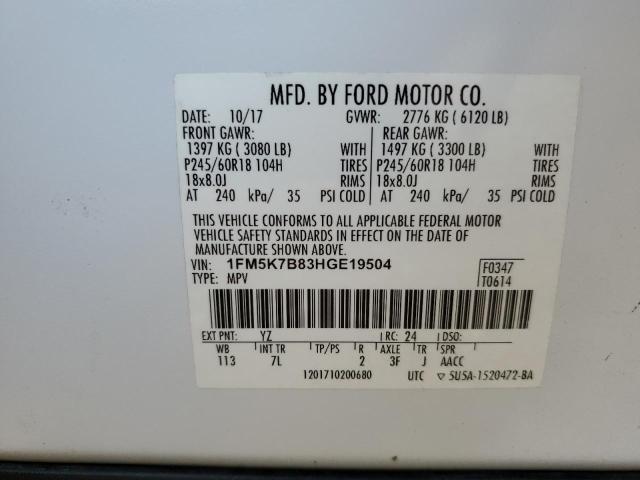 MFD. BY FORD MOTOR CO.
DATE: 10/17 GVWR: 2776 KG ( 6120 LB)
FRONT GAWR: REAR GAWR:
1397 KG ( 3080 LB) WITH 1497 KG ( 3300 LB) WITH
P245/60R18 104H TIRES P245/60R18 104H TIRES
18x8.0J RIMS 18x8.0J RIMS
AT 240 kPa/ 35 PSI COLD AT 240 kPa/ 35 PSI COLD
THIS VEHICLE CONFORMS TO ALL APPLICABLE FEDERAL MOTOR
VEHICLE SAFETY STANDARDS IN EFFECT ON THE DATE OF
MANUFACTURE SHOWN ABOVE.
VIN: 1FM5K7B83HGE19504 F0347
TYPE: MPV T0614
EXT PNT: YZ RC: 24 DSO:
WB INT TR TP/PS R AXLE TR SPR
113 7L 2 3F J AACC
1201710200680 UTC ▽ 5U5A-1520472-BA